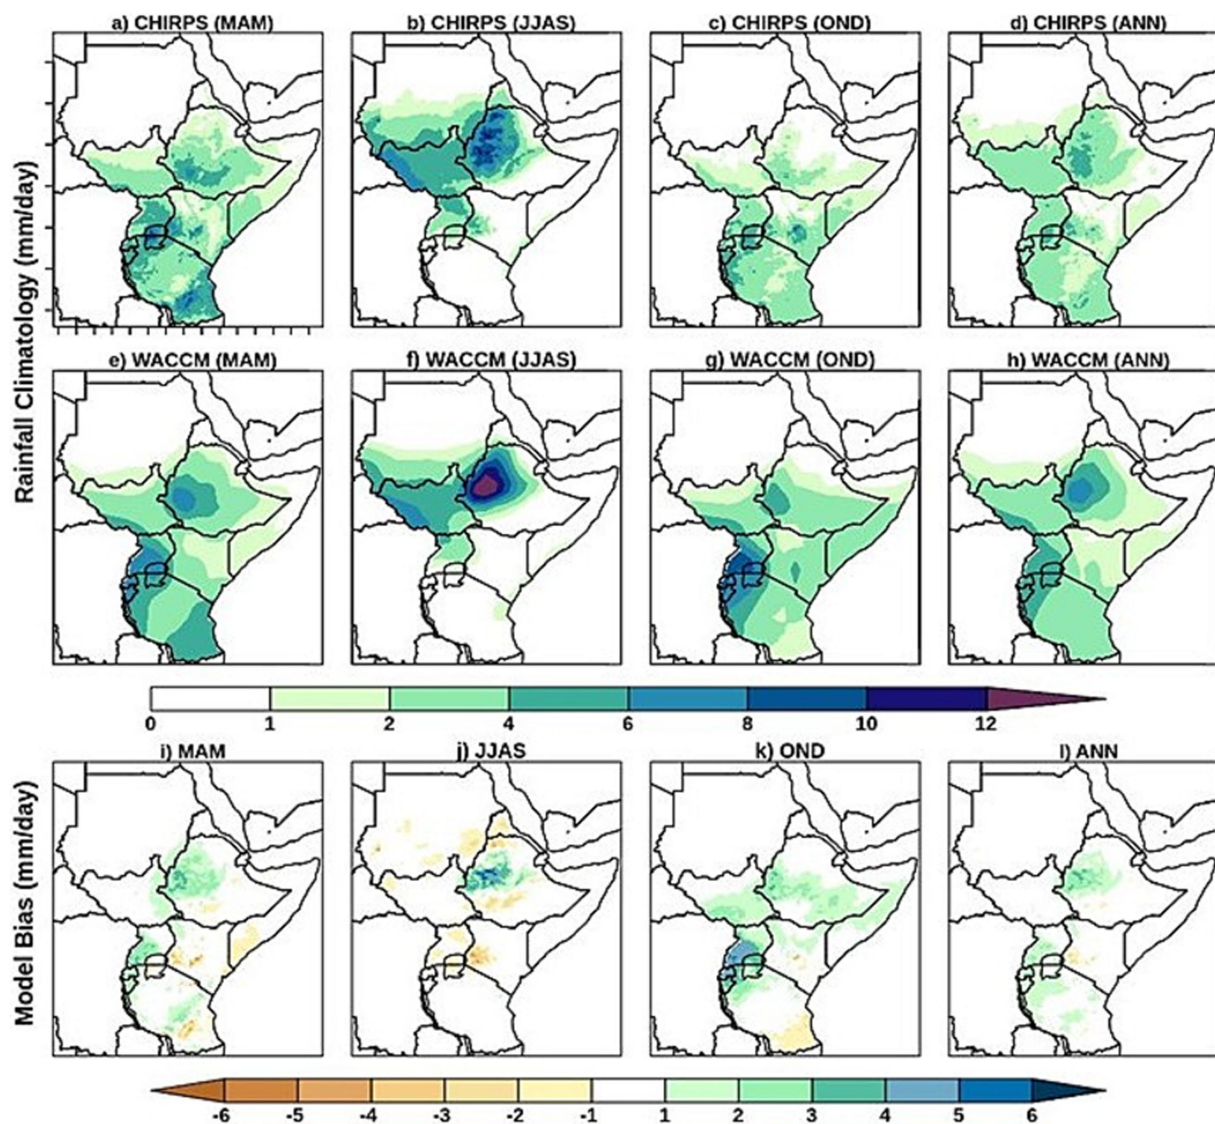 a) CHIRPS (MAM) b) CHIRPS (JJAS) c) CHIRPS (OND) d) CHIRPS (ANN)
Rainfall Climatology (mm/day)
e) WACCM (MAM) f) WACCM (JJAS) g) WACCM (OND) h) WACCM (ANN)
0 1 2 4 6 8 10 12
i) MAM j) JJAS k) OND l) ANN
Model Bias (mm/day)
-6 -5 -4 -3 -2 -1 1 2 3 4 5 6